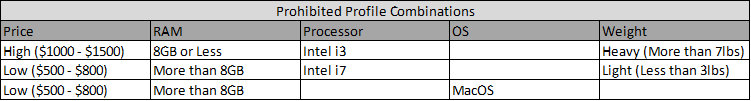 Prohibited Profile Combinations
Price RAM Processor OS Weight
High ($1000 - $1500) 8GB or Less Intel i3 Heavy (More than 7lbs)
Low ($500 - $800) More than 8GB Intel i7 Light (Less than 3lbs)
Low ($500 - $800) More than 8GB MacOS